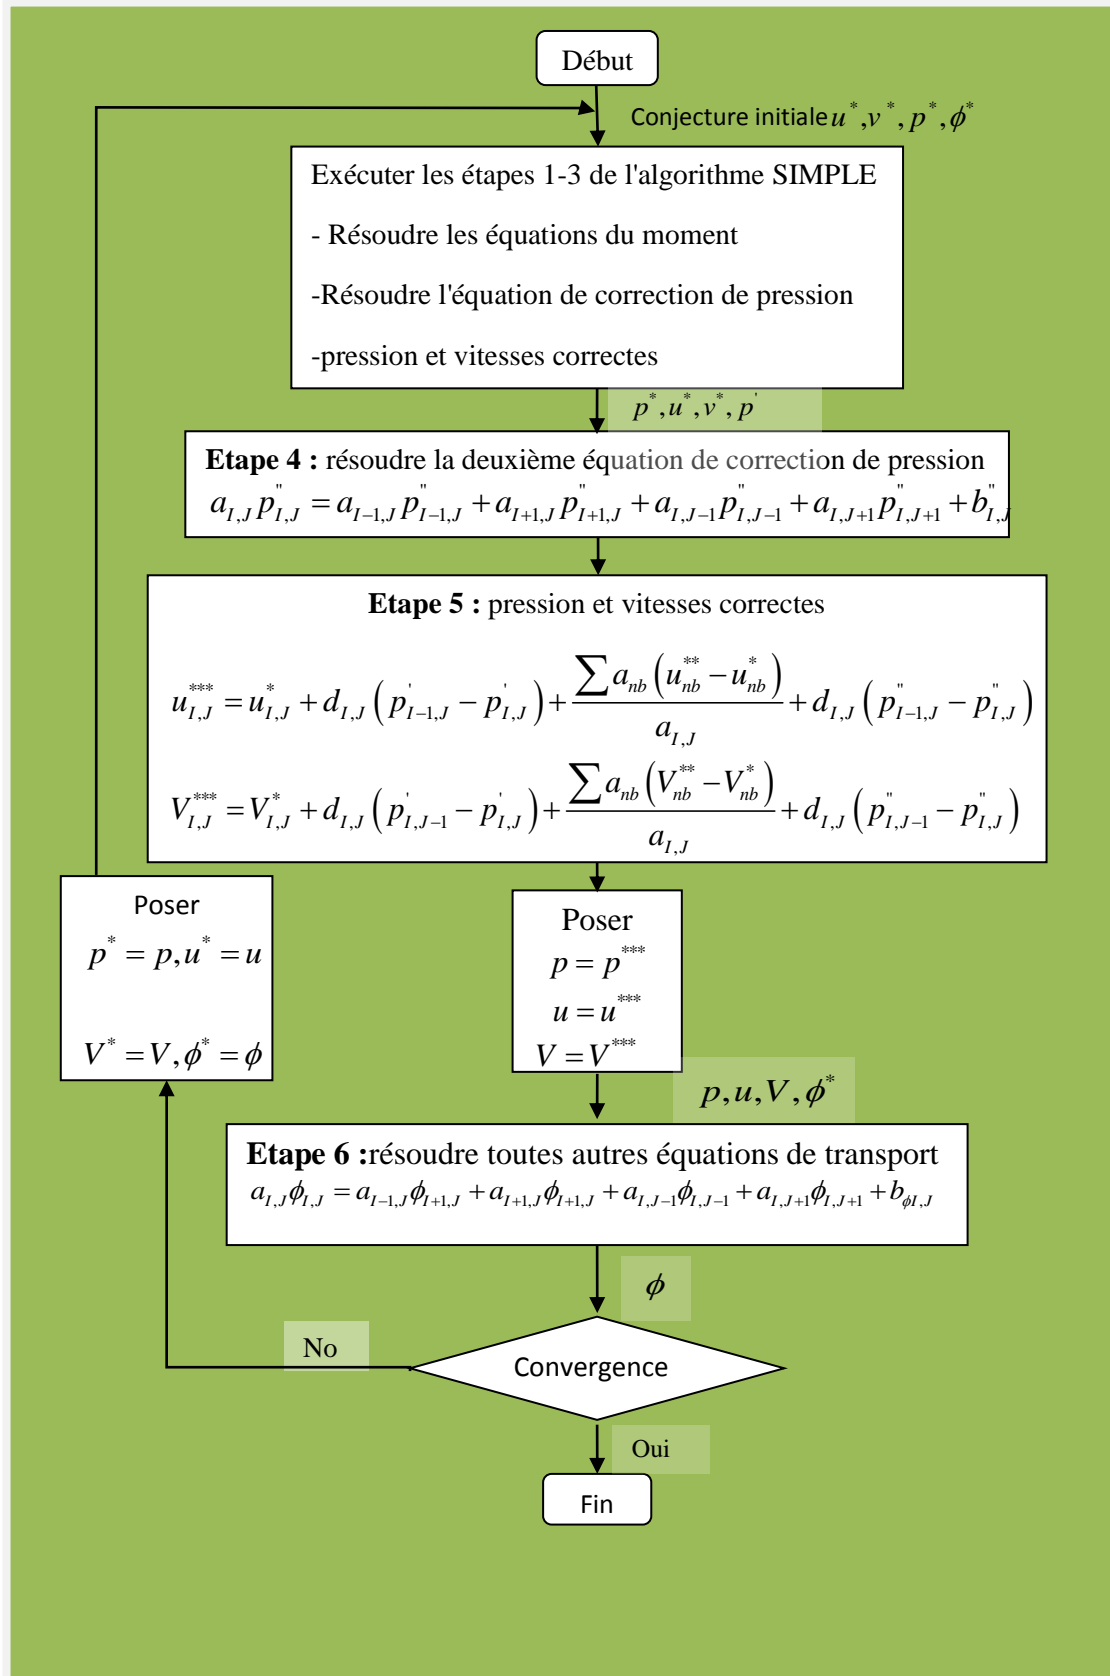 Début
Conjecture initiale u*, v*, p*, ϕ*
Exécuter les étapes 1-3 de l'algorithme SIMPLE
- Résoudre les équations du moment
-Résoudre l'équation de correction de pression
-pression et vitesses correctes
p*, u*, v*, p'
Etape 4 : résoudre la deuxième équation de correction de pression
a_{I,J} p"_{I,J} = a_{I−1,J} p"_{I−1,J} + a_{I+1,J} p"_{I+1,J} + a_{I,J−1} p"_{I,J−1} + a_{I,J+1} p"_{I,J+1} + b"_{I,J}
Etape 5 : pression et vitesses correctes
u***_{I,J} = u*_{I,J} + d_{I,J} (p'_{I−1,J} − p'_{I,J}) + ∑ a_{nb} (u**_{nb} − u*_{nb}) / a_{I,J} + d_{I,J} (p"_{I−1,J} − p"_{I,J})
V***_{I,J} = V*_{I,J} + d_{I,J} (p'_{I,J−1} − p'_{I,J}) + ∑ a_{nb} (V**_{nb} − V*_{nb}) / a_{I,J} + d_{I,J} (p"_{I,J−1} − p"_{I,J})
Poser
p* = p, u* = u
V* = V, ϕ* = ϕ
Poser
p = p***
u = u***
V = V***
p, u, V, ϕ*
Etape 6 :résoudre toutes autres équations de transport
a_{I,J} ϕ_{I,J} = a_{I−1,J} ϕ_{I+1,J} + a_{I+1,J} ϕ_{I+1,J} + a_{I,J−1} ϕ_{I,J−1} + a_{I,J+1} ϕ_{I,J+1} + b_{ϕI,J}
ϕ
No
Convergence
Oui
Fin